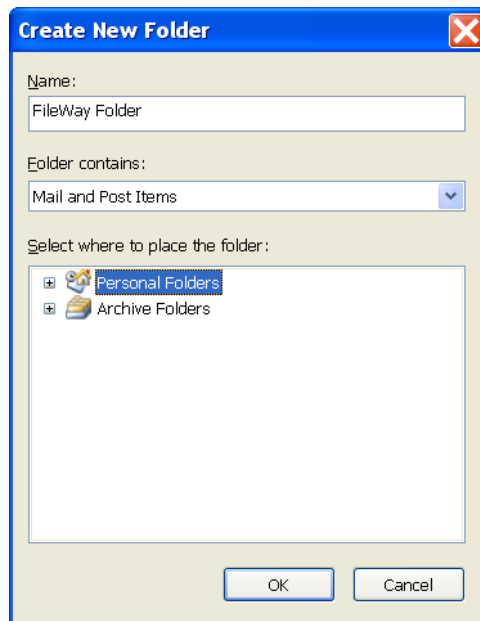 Create New Folder
Name:
FileWay Folder
Folder contains:
Mail and Post Items
Select where to place the folder:
Personal Folders
Archive Folders
OK
Cancel